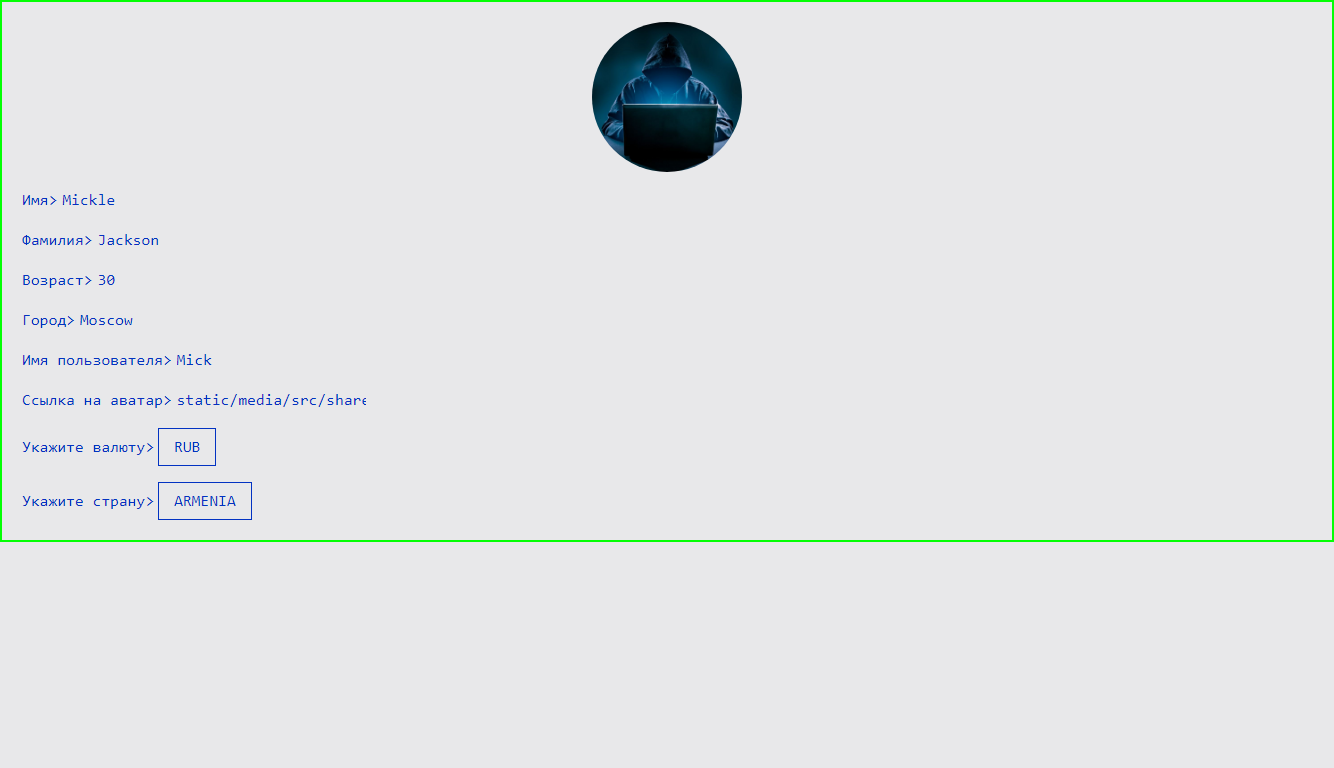 Имя> Mickle
Фамилия> Jackson
Возраст> 30
Город> Moscow
Имя пользователя> Mick
Ссылка на аватар> static/media/src/share
Укажите валюту> RUB
Укажите страну> ARMENIA